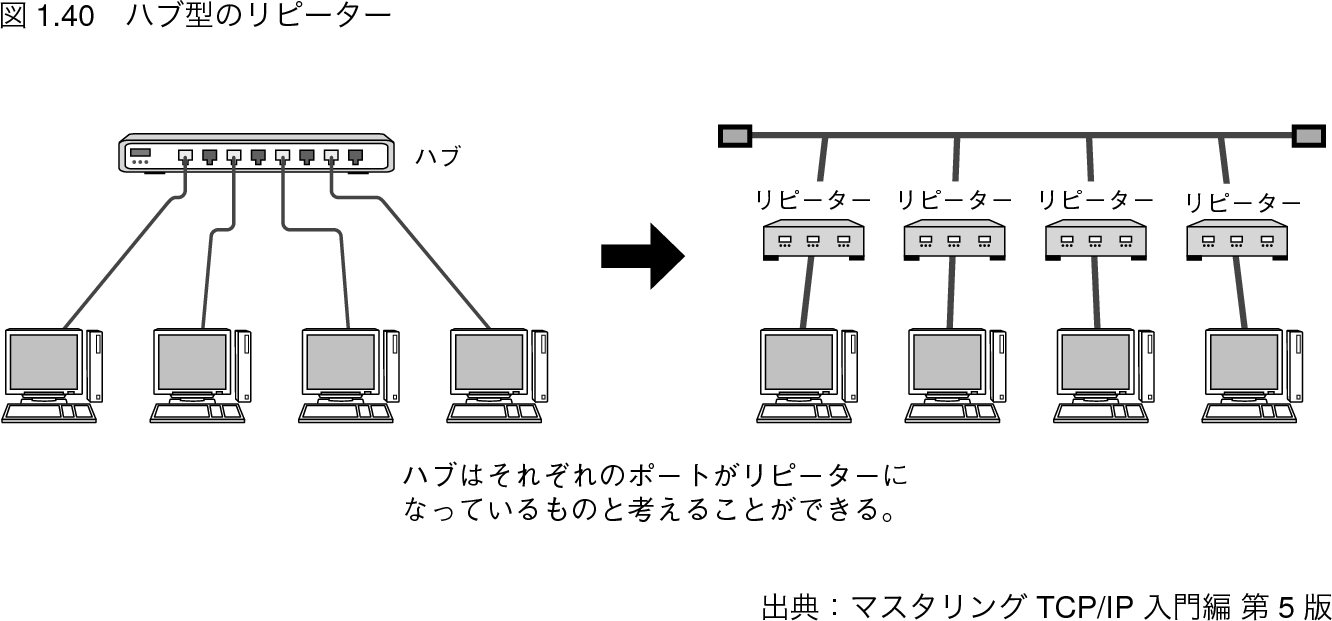 図 1.40　ハブ型のリピーター
ハブ
リピーター
リピーター
リピーター
リピーター
ハブはそれぞれのポートがリピーターに
なっているものと考えることができる。
出典：マスタリング TCP/IP 入門編 第 5 版